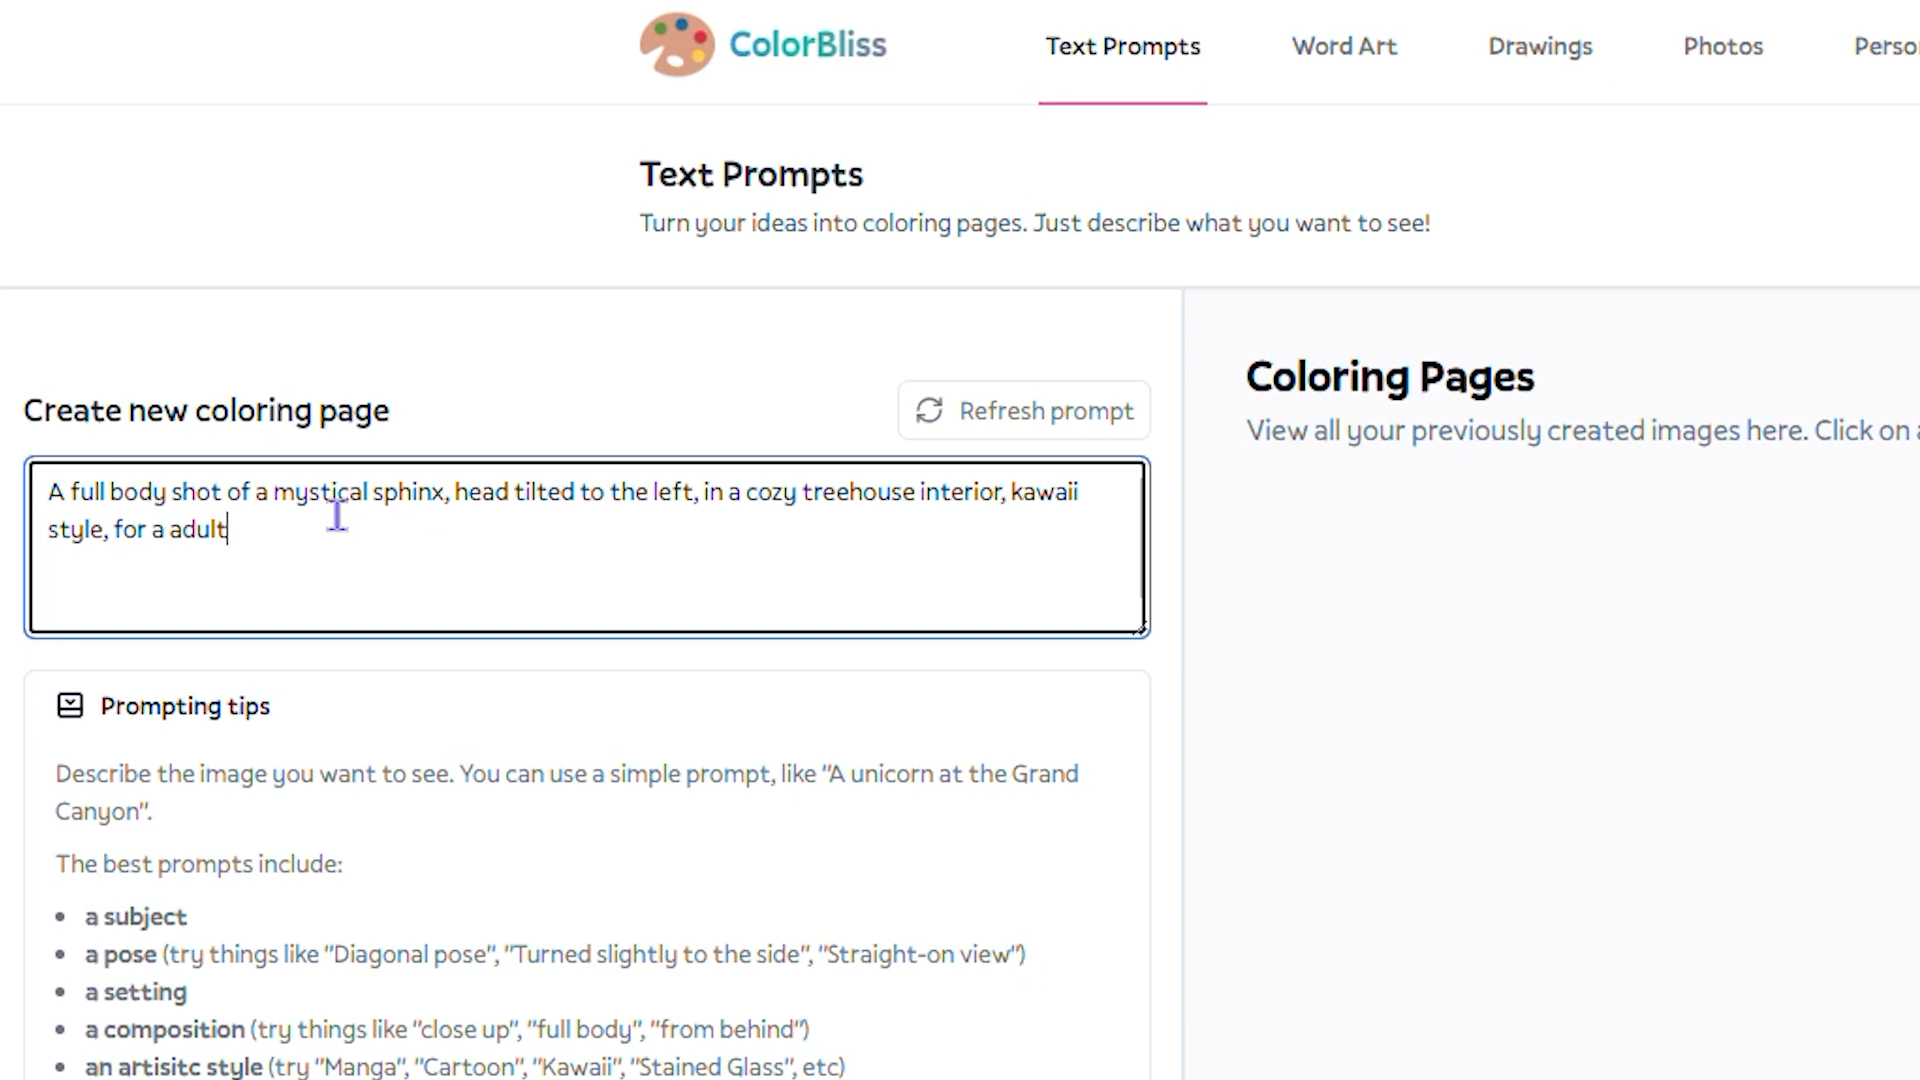 ColorBliss
Text Prompts
Word Art
Drawings
Photos
Text Prompts
Turn your ideas into coloring pages. Just describe what you want to see!
Create new coloring page
Refresh prompt
A full body shot of a mystical sphinx, head tilted to the left, in a cozy treehouse interior, kawaii
style, for a adult
Prompting tips
Describe the image you want to see. You can use a simple prompt, like "A unicorn at the Grand
Canyon".
The best prompts include:
• a subject
• a pose (try things like "Diagonal pose", "Turned slightly to the side", "Straight-on view")
• a setting
• a composition (try things like "close up", "full body", "from behind")
• an artisitc style (try "Manga", "Cartoon", "Kawaii", "Stained Glass", etc)
Coloring Pages
View all your previously created images here. Click on